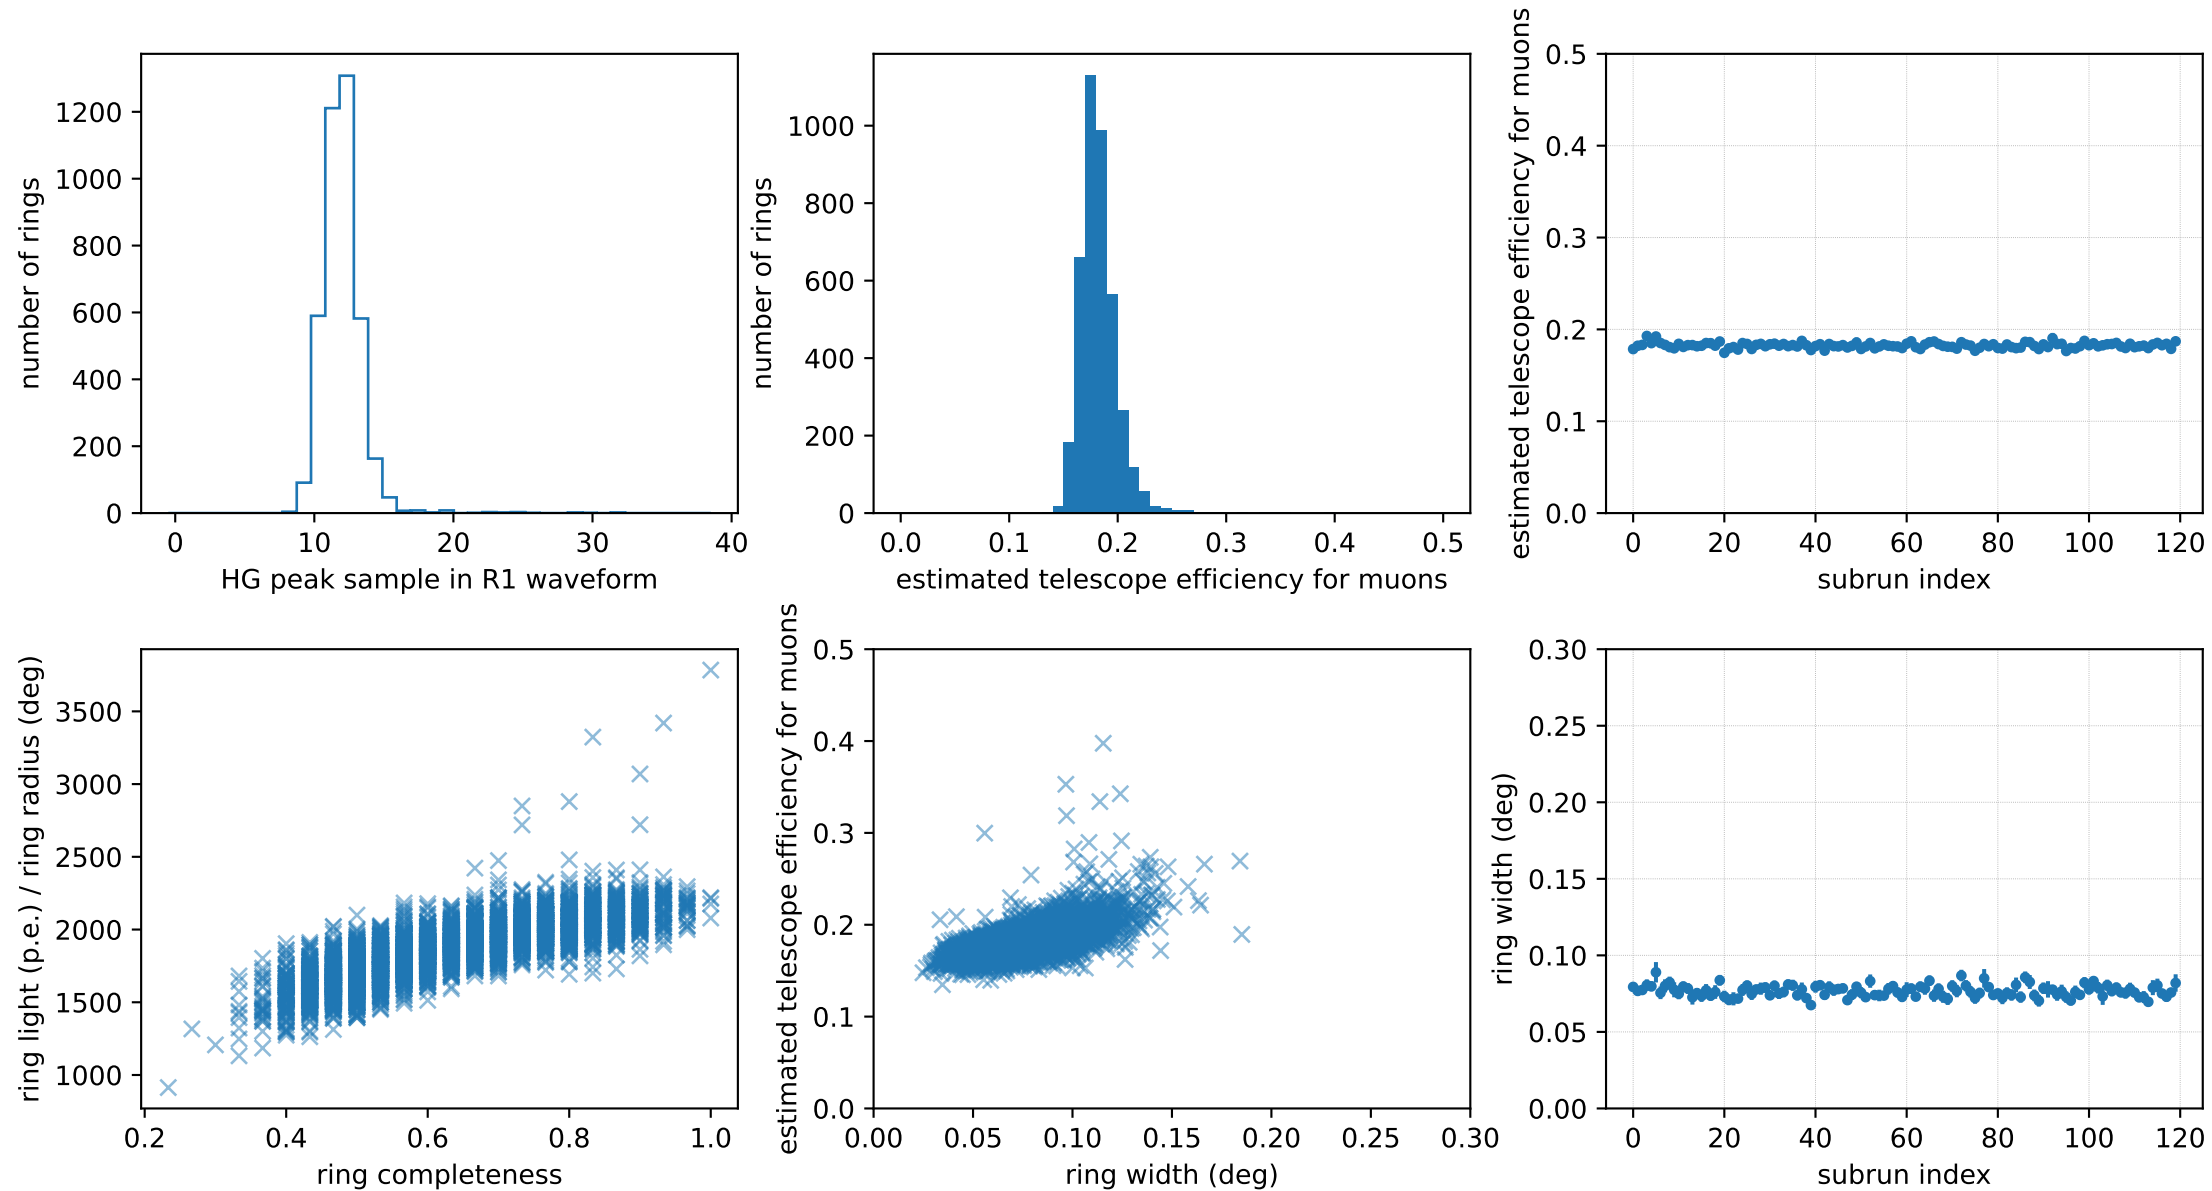 number of rings
1200
1000
800
600
400
200
0
0 10 20 30 40
HG peak sample in R1 waveform
number of rings
1000
800
600
400
200
0
0.0 0.1 0.2 0.3 0.4 0.5
estimated telescope efficiency for muons
estimated telescope efficiency for muons
0.5
0.4
0.3
0.2
0.1
0.0
0 20 40 60 80 100 120
subrun index
ring light (p.e.) / ring radius (deg)
3500
3000
2500
2000
1500
1000
0.2 0.4 0.6 0.8 1.0
ring completeness
estimated telescope efficiency for muons
0.5
0.4
0.3
0.2
0.1
0.0
0.00 0.05 0.10 0.15 0.20 0.25 0.30
ring width (deg)
ring width (deg)
0.30
0.25
0.20
0.15
0.10
0.05
0.00
0 20 40 60 80 100 120
subrun index